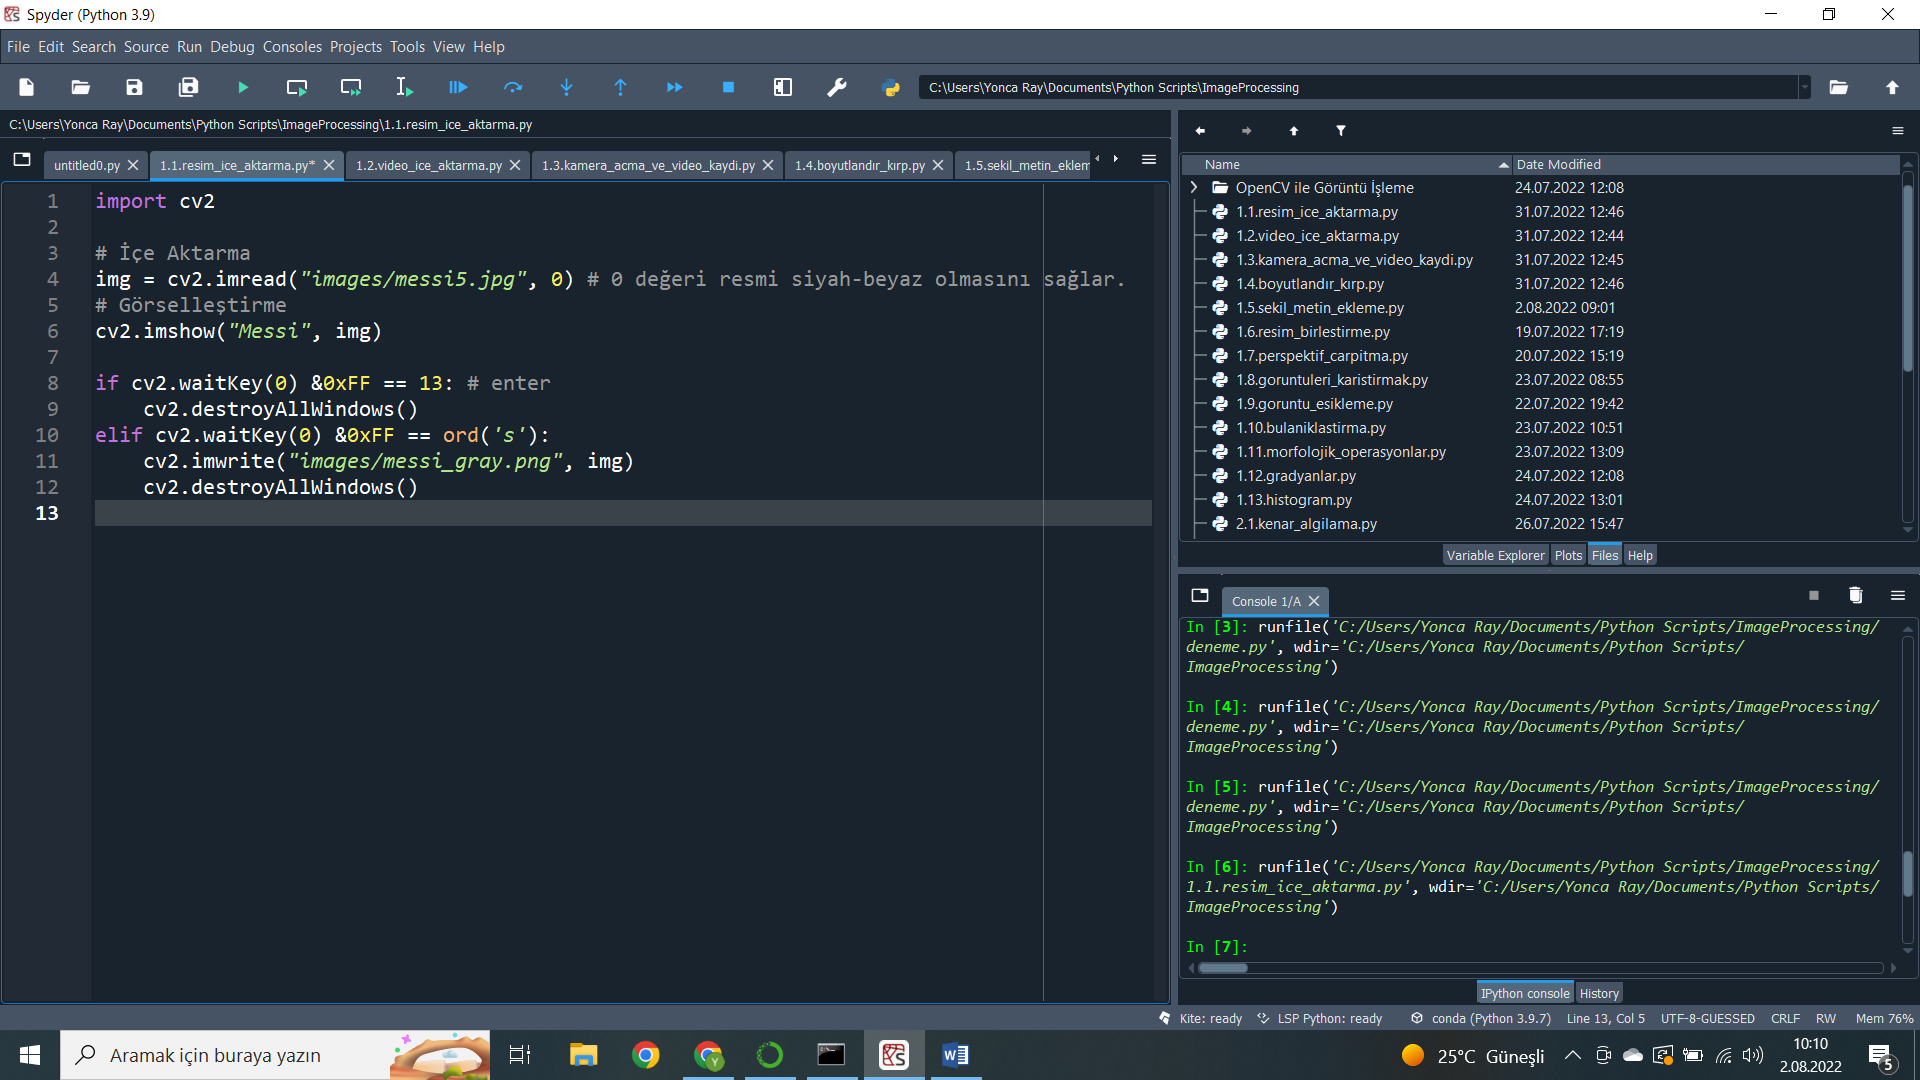 Spyder (Python 3.9)
File Edit Search Source Run Debug Consoles Projects Tools View Help
C:\Users\Yonca Ray\Documents\Python Scripts\ImageProcessing
C:\Users\Yonca Ray\Documents\Python Scripts\ImageProcessing\1.1.resim_ice_aktarma.py
untitled0.py 1.1.resim_ice_aktarma.py* 1.2.video_ice_aktarma.py 1.3.kamera_acma_ve_video_kaydi.py 1.4.boyutlandır_kırp.py 1.5.sekil_metin_eklem
1 import cv2
2
3 # İçe Aktarma
4 img = cv2.imread("images/messi5.jpg", 0) # 0 değeri resmi siyah-beyaz olmasını sağlar.
5 # Görselleştirme
6 cv2.imshow("Messi", img)
7
8 if cv2.waitKey(0) &0xFF == 13: # enter
9 cv2.destroyAllWindows()
10 elif cv2.waitKey(0) &0xFF == ord('s'):
11 cv2.imwrite("images/messi_gray.png", img)
12 cv2.destroyAllWindows()
13
Name Date Modified
OpenCV ile Görüntü İşleme 24.07.2022 12:08
1.1.resim_ice_aktarma.py 31.07.2022 12:46
1.2.video_ice_aktarma.py 31.07.2022 12:44
1.3.kamera_acma_ve_video_kaydi.py 31.07.2022 12:45
1.4.boyutlandır_kırp.py 31.07.2022 12:46
1.5.sekil_metin_ekleme.py 2.08.2022 09:01
1.6.resim_birlestirme.py 19.07.2022 17:19
1.7.perspektif_carpitma.py 20.07.2022 15:19
1.8.goruntuleri_karistirmak.py 23.07.2022 08:55
1.9.goruntu_esikleme.py 22.07.2022 19:42
1.10.bulaniklastirma.py 23.07.2022 10:51
1.11.morfolojik_operasyonlar.py 23.07.2022 13:09
1.12.gradyanlar.py 24.07.2022 12:08
1.13.histogram.py 24.07.2022 13:01
2.1.kenar_algilama.py 26.07.2022 15:47
Variable Explorer Plots Files Help
Console 1/A
In [3]: runfile('C:/Users/Yonca Ray/Documents/Python Scripts/ImageProcessing/
deneme.py', wdir='C:/Users/Yonca Ray/Documents/Python Scripts/
ImageProcessing')
In [4]: runfile('C:/Users/Yonca Ray/Documents/Python Scripts/ImageProcessing/
deneme.py', wdir='C:/Users/Yonca Ray/Documents/Python Scripts/
ImageProcessing')
In [5]: runfile('C:/Users/Yonca Ray/Documents/Python Scripts/ImageProcessing/
deneme.py', wdir='C:/Users/Yonca Ray/Documents/Python Scripts/
ImageProcessing')
In [6]: runfile('C:/Users/Yonca Ray/Documents/Python Scripts/ImageProcessing/
1.1.resim_ice_aktarma.py', wdir='C:/Users/Yonca Ray/Documents/Python Scripts/
ImageProcessing')
In [7]:
IPython console History
Kite: ready LSP Python: ready conda (Python 3.9.7) Line 13, Col 5 UTF-8-GUESSED CRLF RW Mem 76%
Aramak için buraya yazın
25°C Güneşli
10:10
2.08.2022
5